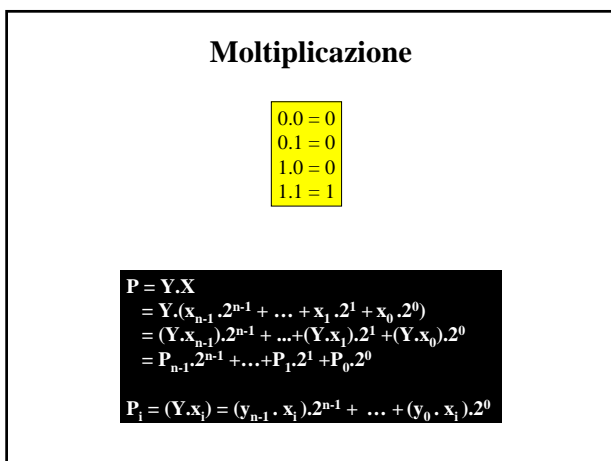 Moltiplicazione
0.0 = 0
0.1 = 0
1.0 = 0
1.1 = 1
P = Y.X
= Y.(xₙ₋₁.2ⁿ⁻¹ + … + x₁.2¹ + x₀.2⁰)
= (Y.xₙ₋₁).2ⁿ⁻¹ + ...+(Y.x₁).2¹ +(Y.x₀).2⁰
= Pₙ₋₁.2ⁿ⁻¹ +…+P₁.2¹ +P₀.2⁰
Pᵢ = (Y.xᵢ) = (yₙ₋₁ . xᵢ).2ⁿ⁻¹ + … + (y₀ . xᵢ).2⁰